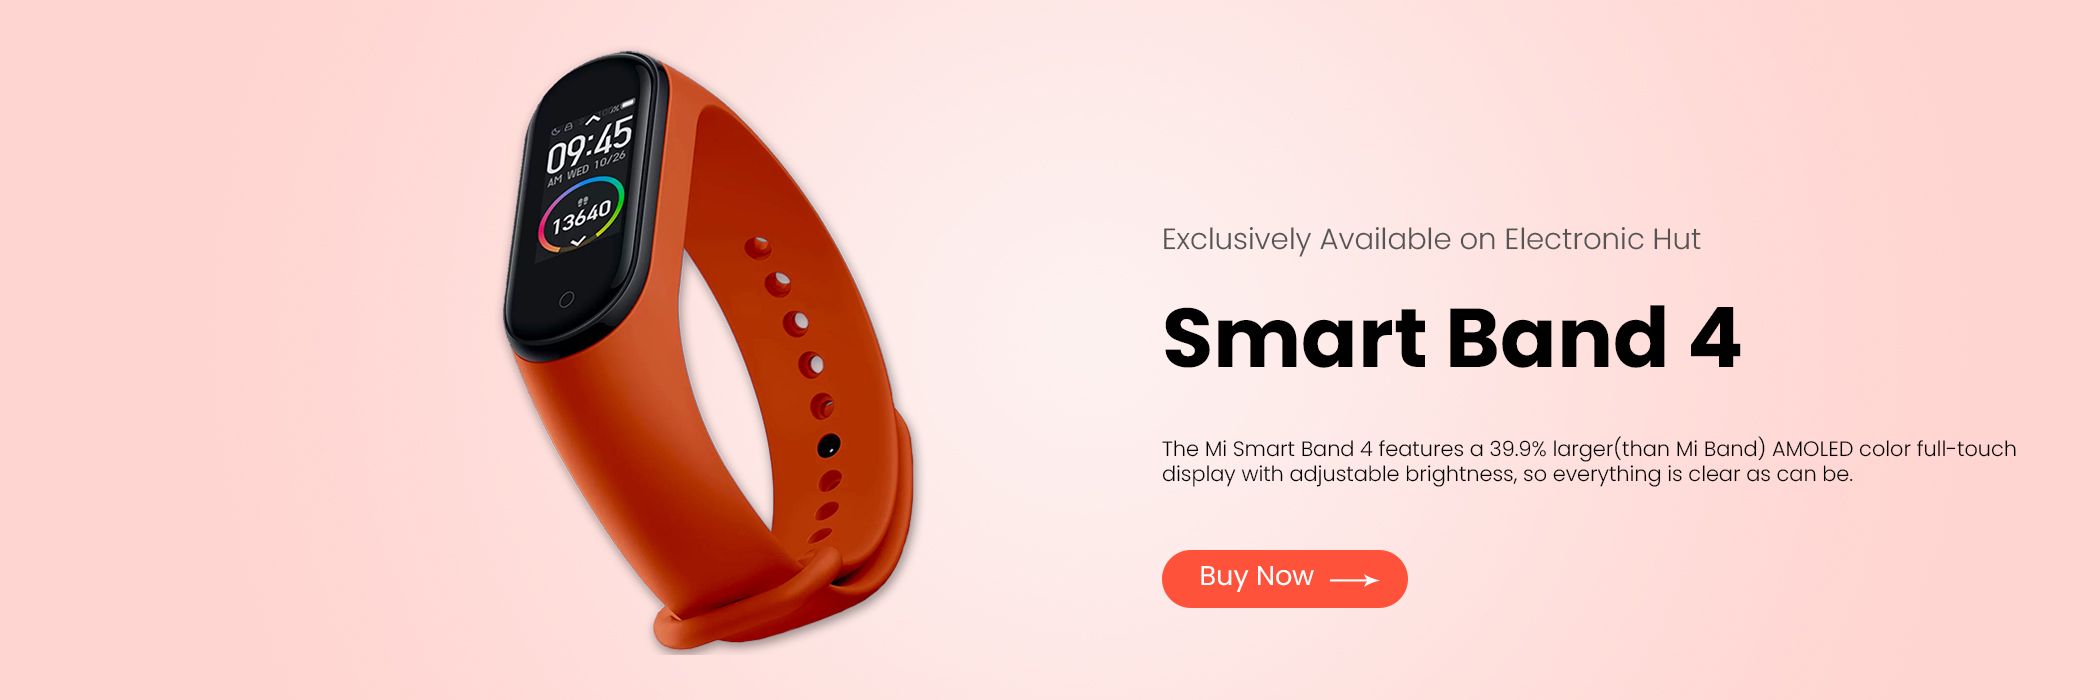 09:45
AM WED 10/26
13640
Exclusively Available on Electronic Hut
Smart Band 4
The Mi Smart Band 4 features a 39.9% larger(than Mi Band) AMOLED color full-touch
display with adjustable brightness, so everything is clear as can be.
Buy Now